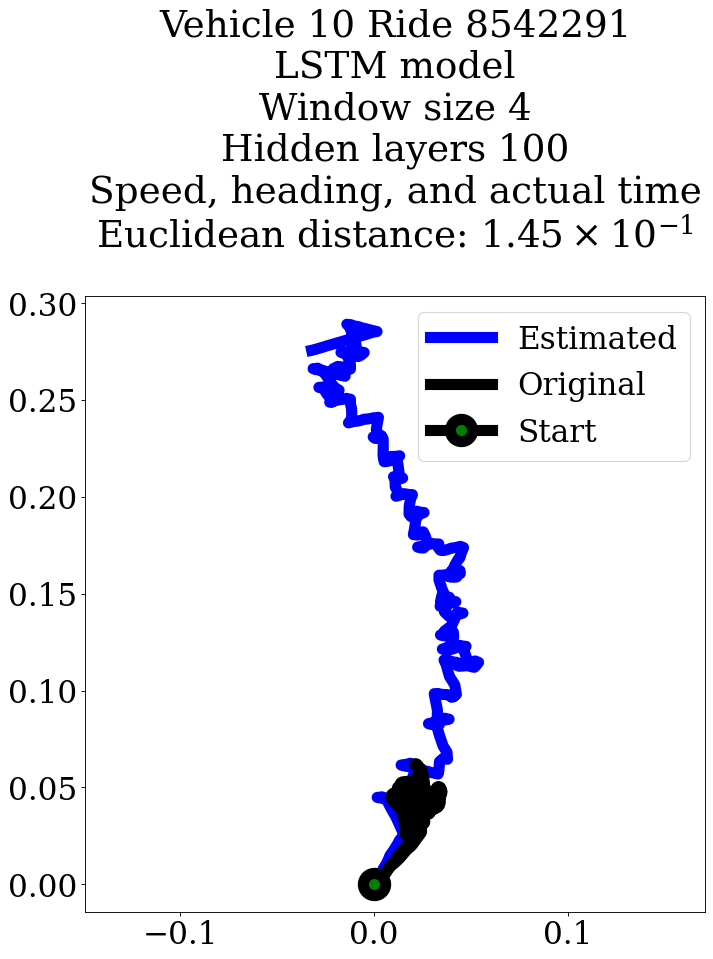 Vehicle 10 Ride 8542291
LSTM model
Window size 4
Hidden layers 100
Speed, heading, and actual time
Euclidean distance: 1.45 × 10⁻¹
0.30
0.25
0.20
0.15
0.10
0.05
0.00
−0.1
0.0
0.1
Estimated
Original
Start